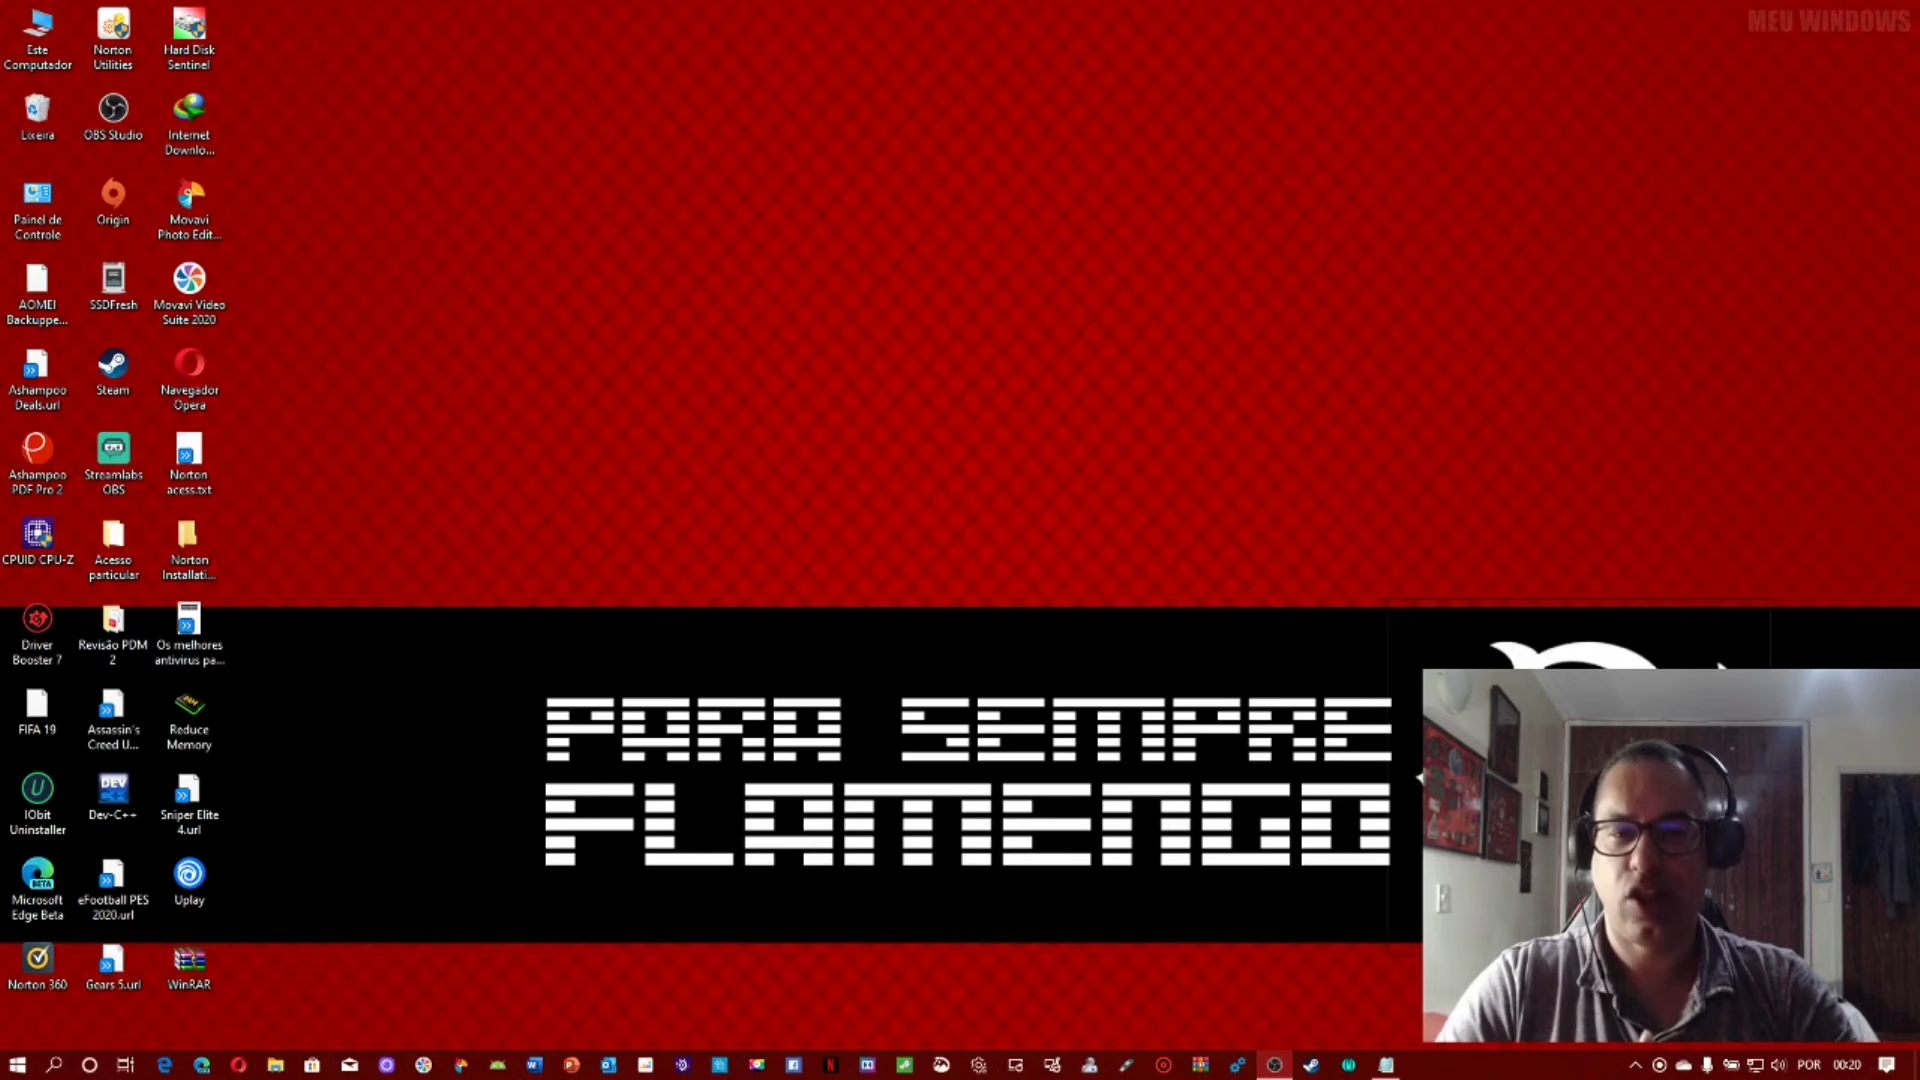 MEU WINDOWS
Este
Computador
Norton
Utilities
Hard Disk
Sentinel
Lixeira
OBS Studio
Internet
Downlo...
Painel de
Controle
Origin
Movavi
Photo Edit...
AOMEI
Backuppe...
SSDFresh
Movavi Video
Suite 2020
Ashampoo
Deals.url
Steam
Navegador
Opera
Ashampoo
PDF Pro 2
Streamlabs
OBS
Norton
acess.txt
CPUID CPU-Z
Acesso
particular
Norton
Installati...
Driver
Booster 7
Revisão PDM
2
Os melhores
antivirus pa...
FIFA 19
Assassin's
Creed U...
Reduce
Memory
IObit
Uninstaller
DEV
C++
Dev-C++
Sniper Elite
4.url
BETA
Microsoft
Edge Beta
eFootball PES
2020.url
Uplay
Norton 360
Gears 5.url
WinRAR
PARA SEMPRE
FLAMENGO
POR
00:20